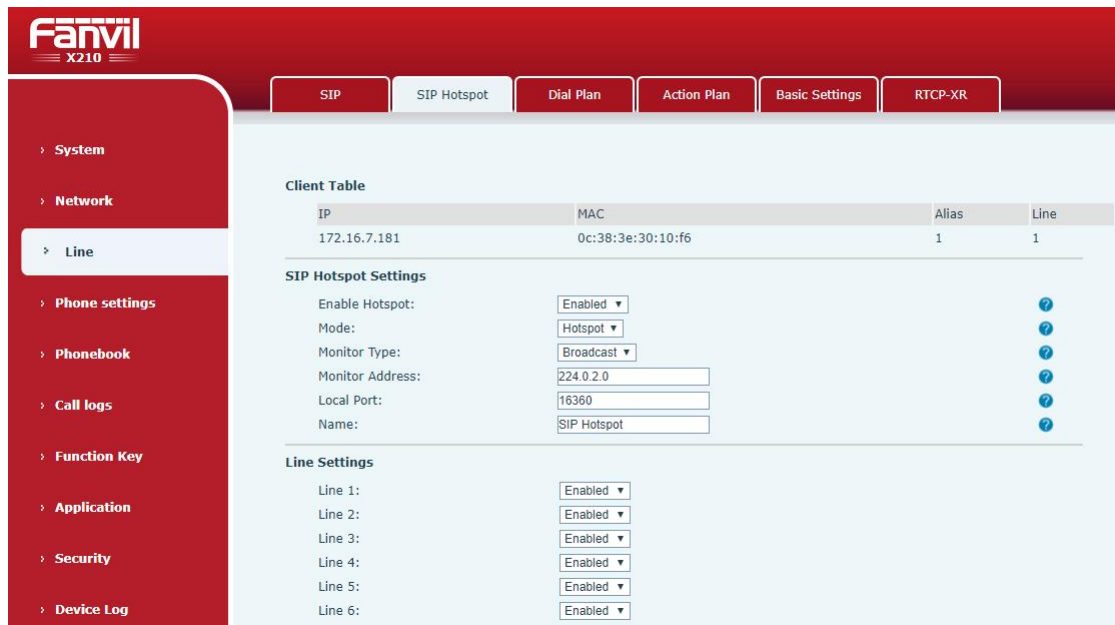 Fanvil
X210
SIP
SIP Hotspot
Dial Plan
Action Plan
Basic Settings
RTCP-XR
› System
› Network
› Line
› Phone settings
› Phonebook
› Call logs
› Function Key
› Application
› Security
› Device Log
Client Table
IP MAC Alias Line
172.16.7.181 0c:38:3e:30:10:f6 1 1
SIP Hotspot Settings
Enable Hotspot: Enabled ▼ ?
Mode: Hotspot ▼ ?
Monitor Type: Broadcast ▼ ?
Monitor Address: 224.0.2.0 ?
Local Port: 16360 ?
Name: SIP Hotspot ?
Line Settings
Line 1: Enabled ▼
Line 2: Enabled ▼
Line 3: Enabled ▼
Line 4: Enabled ▼
Line 5: Enabled ▼
Line 6: Enabled ▼